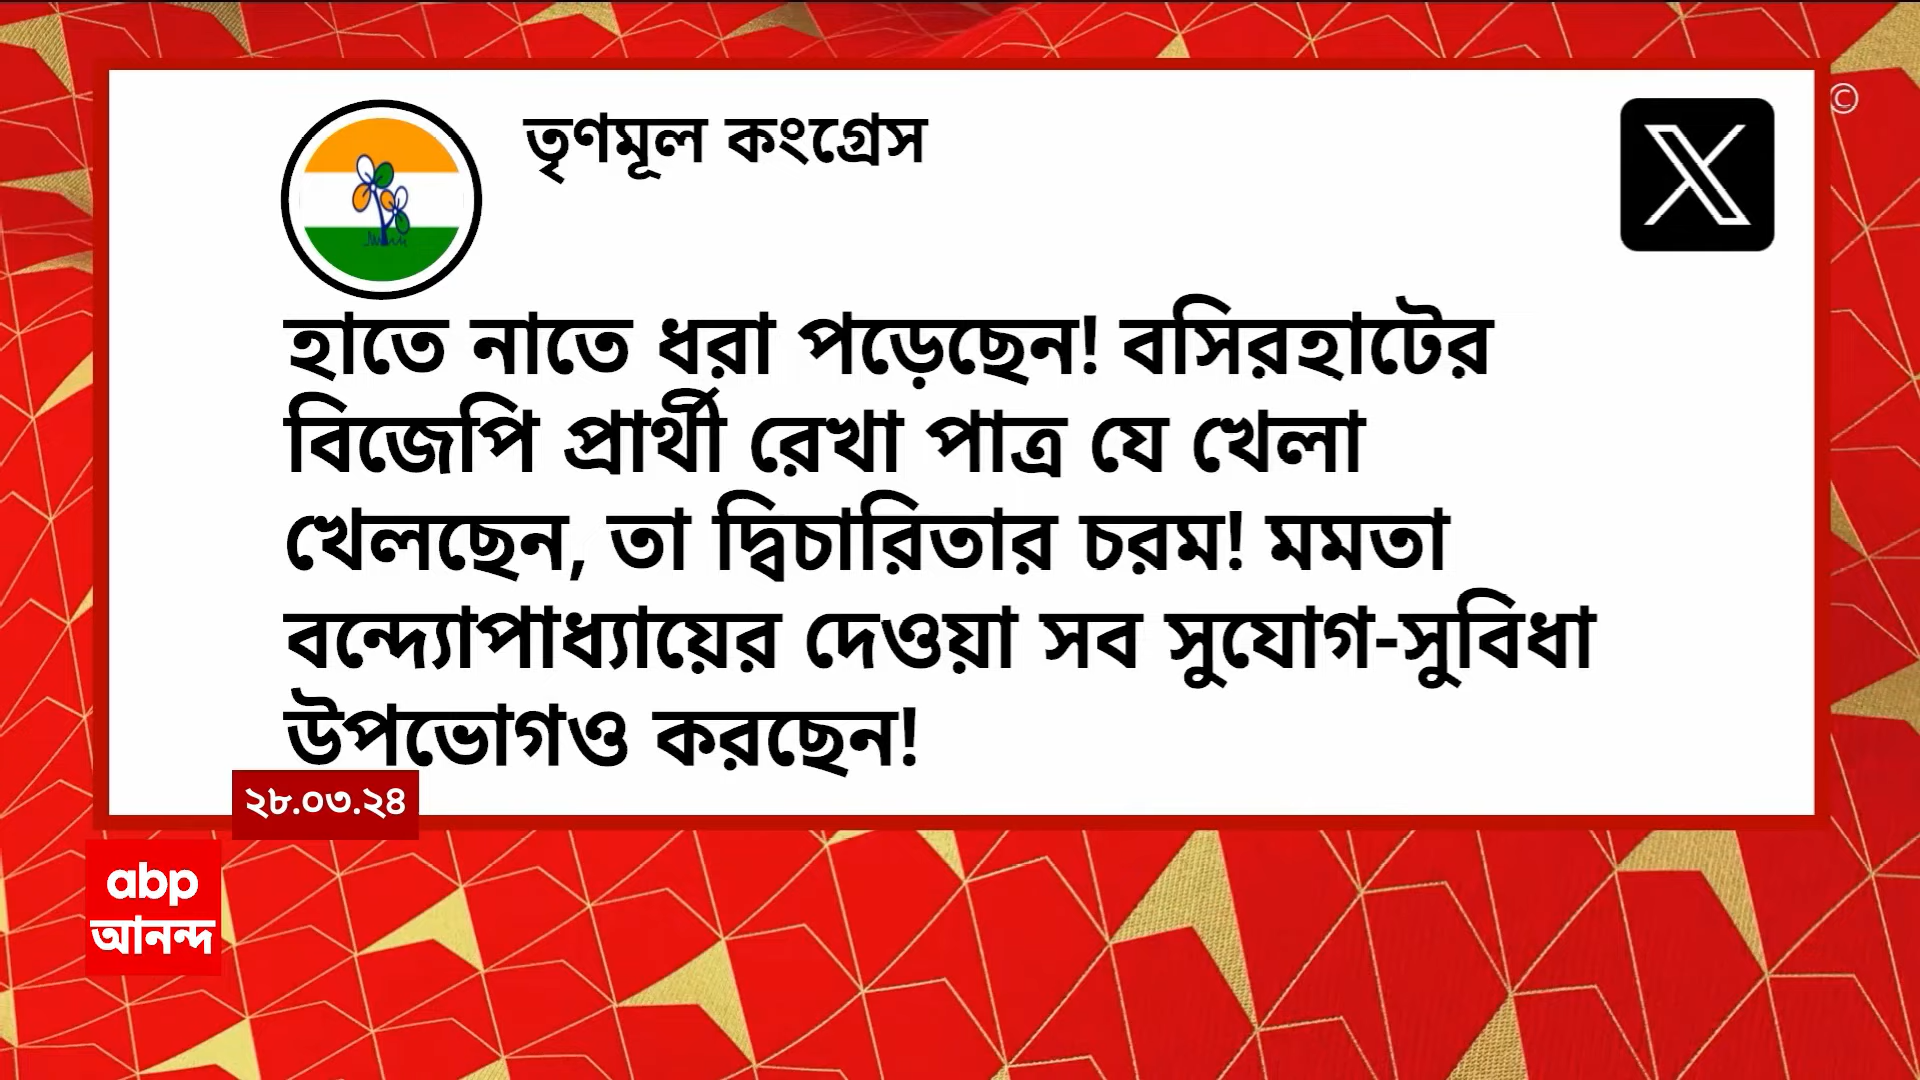 তৃণমূল কংগ্রেস
©
হাতে নাতে ধরা পড়েছেন! বসিরহাটের
বিজেপি প্রার্থী রেখা পাত্র যে খেলা
খেলছেন, তা দ্বিচারিতার চরম! মমতা
বন্দ্যোপাধ্যায়ের দেওয়া সব সুযোগ-সুবিধা
উপভোগও করছেন!
২৮.০৩.২৪
abp
আনন্দ